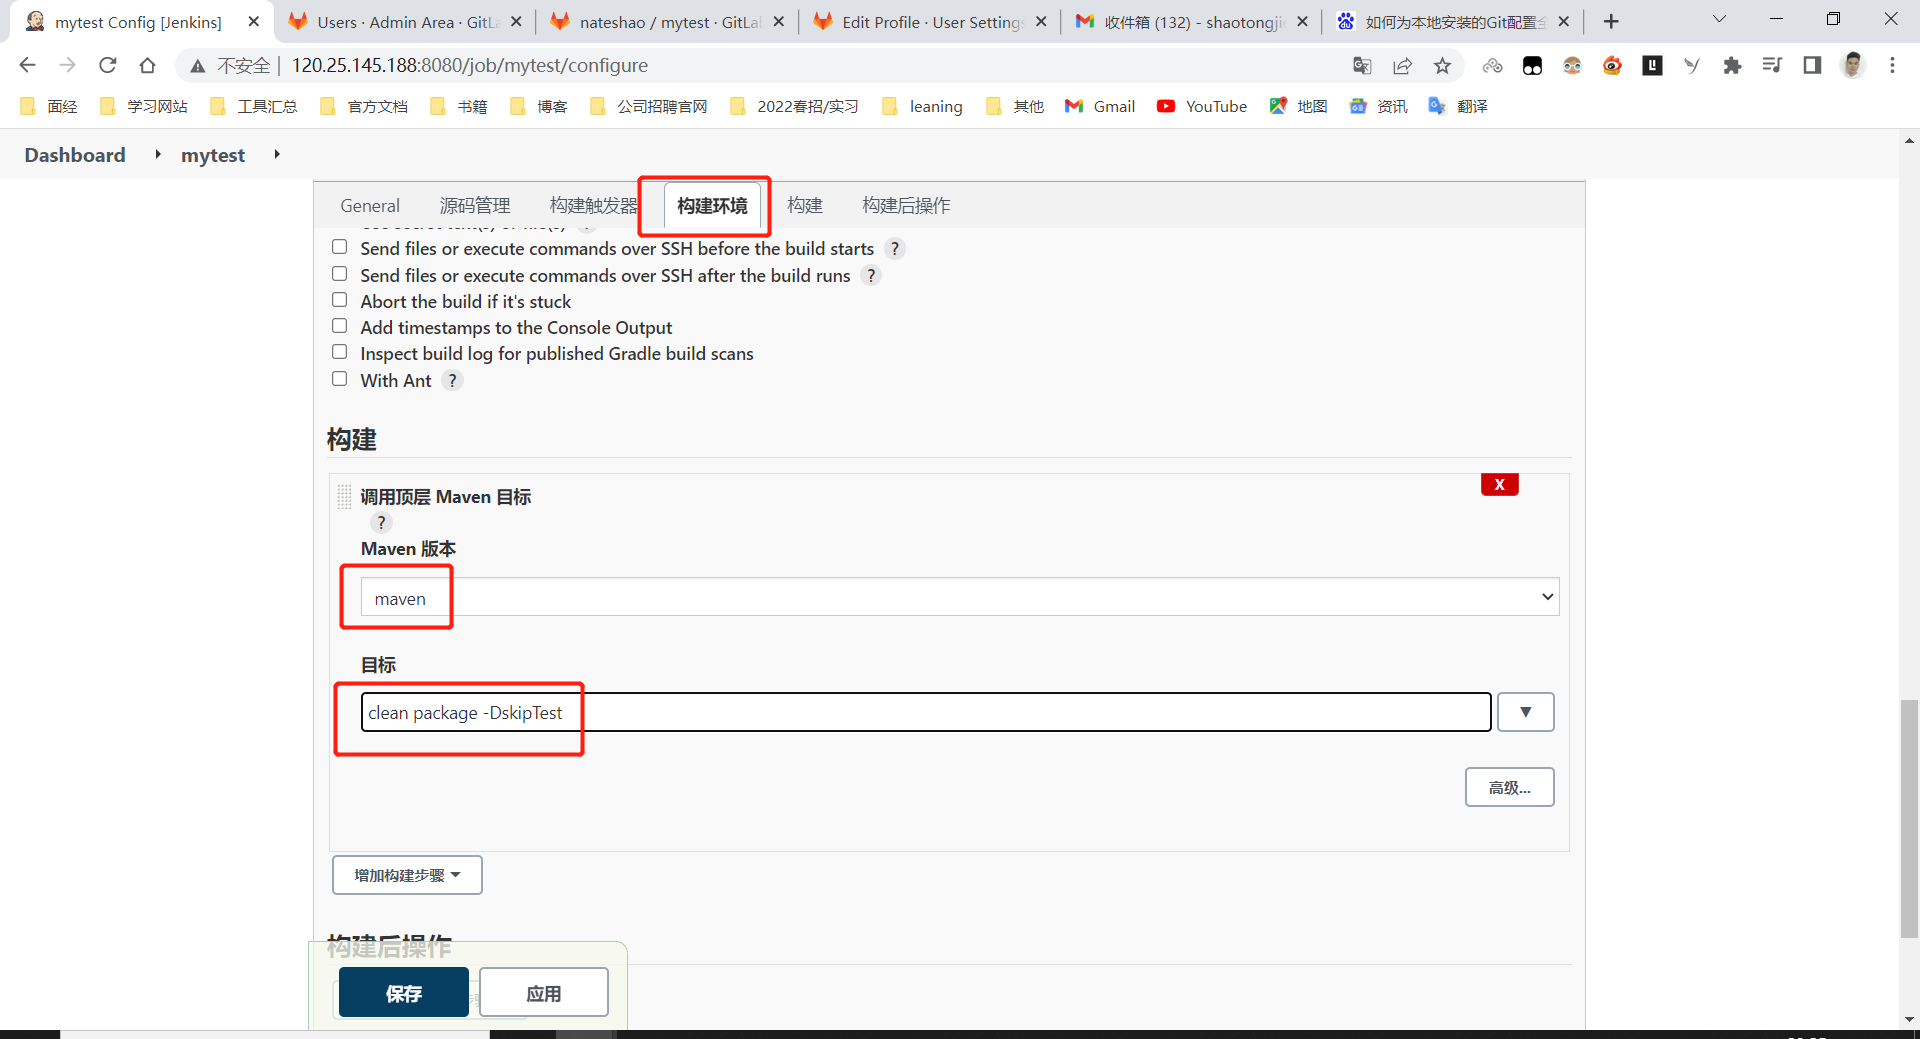 mytest Config [Jenkins]
Users · Admin Area · GitLa
nateshao / mytest · GitLab
Edit Profile · User Settings
收件箱 (132) - shaotongjie
如何为本地安装的Git配置全
不安全 | 120.25.145.188:8080/job/mytest/configure
面经 学习网站 工具汇总 官方文档 书籍 博客 公司招聘官网 2022春招/实习 leaning 其他 Gmail YouTube 地图 资讯 翻译
Dashboard mytest
General 源码管理 构建触发器 构建环境 构建 构建后操作
Use secret text(s) or file(s) ?
Send files or execute commands over SSH before the build starts ?
Send files or execute commands over SSH after the build runs ?
Abort the build if it's stuck
Add timestamps to the Console Output
Inspect build log for published Gradle build scans
With Ant ?
构建
调用顶层 Maven 目标
X
?
Maven 版本
maven
目标
clean package -DskipTest
高级...
增加构建步骤
构建后操作
保存 应用